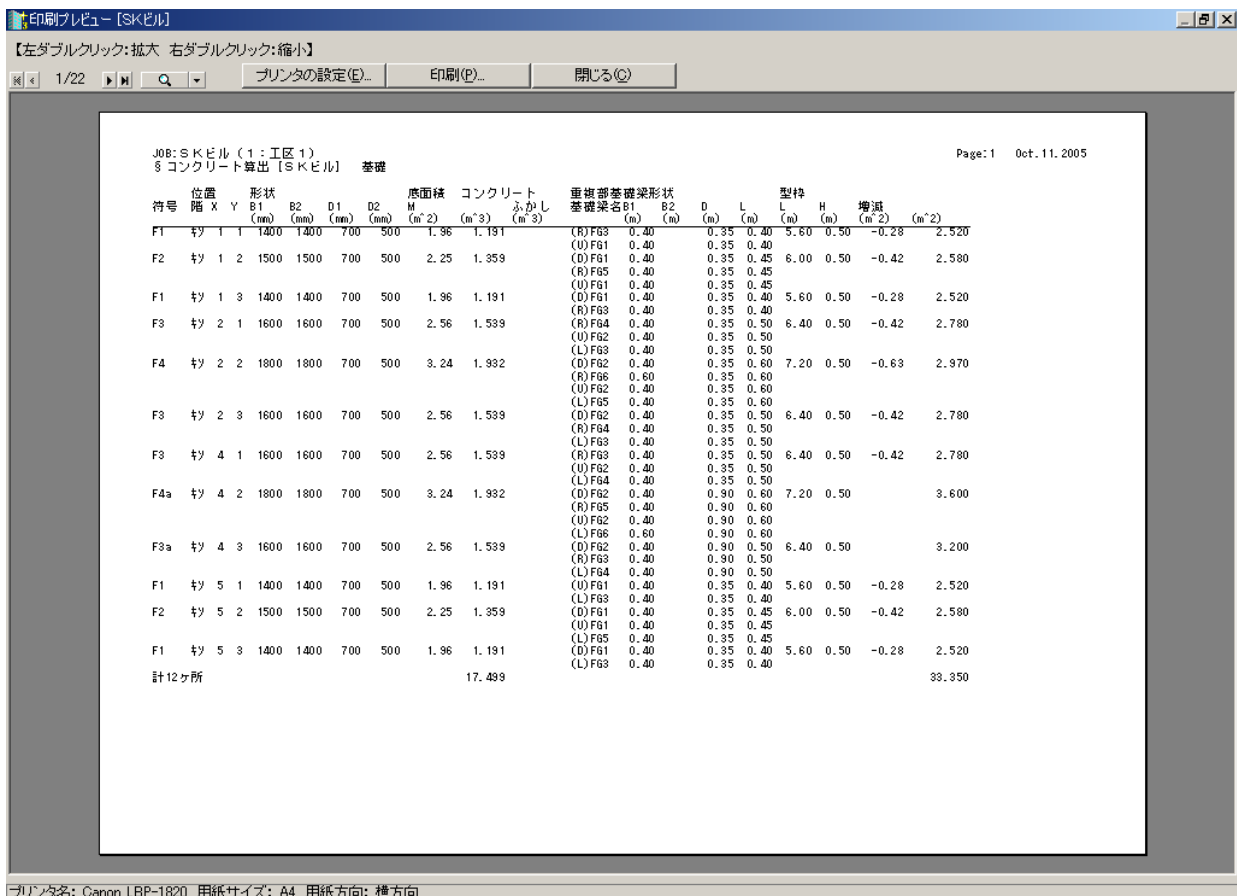 印刷プレビュー [SKビル]
【左ダブルクリック:拡大 右ダブルクリック:縮小】
1/22 プリンタの設定(E)... 印刷(P)... 閉じる(C)
JOB:SKビル(1:工区1) Page:1 Oct.11.2005
§コンクリート算出[SKビル] 基礎
位置 形状 底面積 コンクリート 重複部基礎梁形状 型枠
符号 階 X Y B1 B2 D1 D2 M ふかし 基礎梁名B1 B2 D L L H 増減
(mm) (mm) (mm) (mm) (m^2) (m^3) (m^3) (m) (m) (m) (m) (m) (m) (m^2) (m^2)
F1 キソ 1 1 1400 1400 700 500 1.96 1.191 (R)FG3 0.40 0.35 0.40 5.60 0.50 -0.28 2.520
(U)FG1 0.40 0.35 0.40
F2 キソ 1 2 1500 1500 700 500 2.25 1.359 (D)FG1 0.40 0.35 0.45 6.00 0.50 -0.42 2.580
(R)FG5 0.40 0.35 0.45
(U)FG1 0.40 0.35 0.45
F1 キソ 1 3 1400 1400 700 500 1.96 1.191 (D)FG1 0.40 0.35 0.40 5.60 0.50 -0.28 2.520
(R)FG3 0.40 0.35 0.40
F3 キソ 2 1 1600 1600 700 500 2.56 1.539 (R)FG4 0.40 0.35 0.50 6.40 0.50 -0.42 2.780
(U)FG2 0.40 0.35 0.50
(L)FG3 0.40 0.35 0.50
F4 キソ 2 2 1800 1800 700 500 3.24 1.932 (D)FG2 0.40 0.35 0.60 7.20 0.50 -0.63 2.970
(R)FG6 0.60 0.35 0.60
(U)FG2 0.40 0.35 0.60
(L)FG5 0.40 0.35 0.60
F3 キソ 2 3 1600 1600 700 500 2.56 1.539 (D)FG2 0.40 0.35 0.50 6.40 0.50 -0.42 2.780
(R)FG4 0.40 0.35 0.50
(L)FG3 0.40 0.35 0.50
F3 キソ 4 1 1600 1600 700 500 2.56 1.539 (R)FG3 0.40 0.35 0.50 6.40 0.50 -0.42 2.780
(U)FG2 0.40 0.35 0.50
(L)FG4 0.40 0.35 0.50
F4a キソ 4 2 1800 1800 700 500 3.24 1.932 (D)FG2 0.40 0.90 0.60 7.20 0.50 3.600
(R)FG5 0.40 0.90 0.60
(U)FG2 0.40 0.90 0.60
(L)FG6 0.60 0.90 0.60
F3a キソ 4 3 1600 1600 700 500 2.56 1.539 (D)FG2 0.40 0.90 0.50 6.40 0.50 3.200
(R)FG3 0.40 0.90 0.50
(L)FG4 0.40 0.90 0.50
F1 キソ 5 1 1400 1400 700 500 1.96 1.191 (U)FG1 0.40 0.35 0.40 5.60 0.50 -0.28 2.520
(L)FG3 0.40 0.35 0.40
F2 キソ 5 2 1500 1500 700 500 2.25 1.359 (D)FG1 0.40 0.35 0.45 6.00 0.50 -0.42 2.580
(U)FG1 0.40 0.35 0.45
(L)FG5 0.40 0.35 0.45
F1 キソ 5 3 1400 1400 700 500 1.96 1.191 (D)FG1 0.40 0.35 0.40 5.60 0.50 -0.28 2.520
(L)FG3 0.40 0.35 0.40
計12ヶ所 17.499 33.350
プリンタ名: Canon LBP-1820 用紙サイズ: A4 用紙方向: 横方向